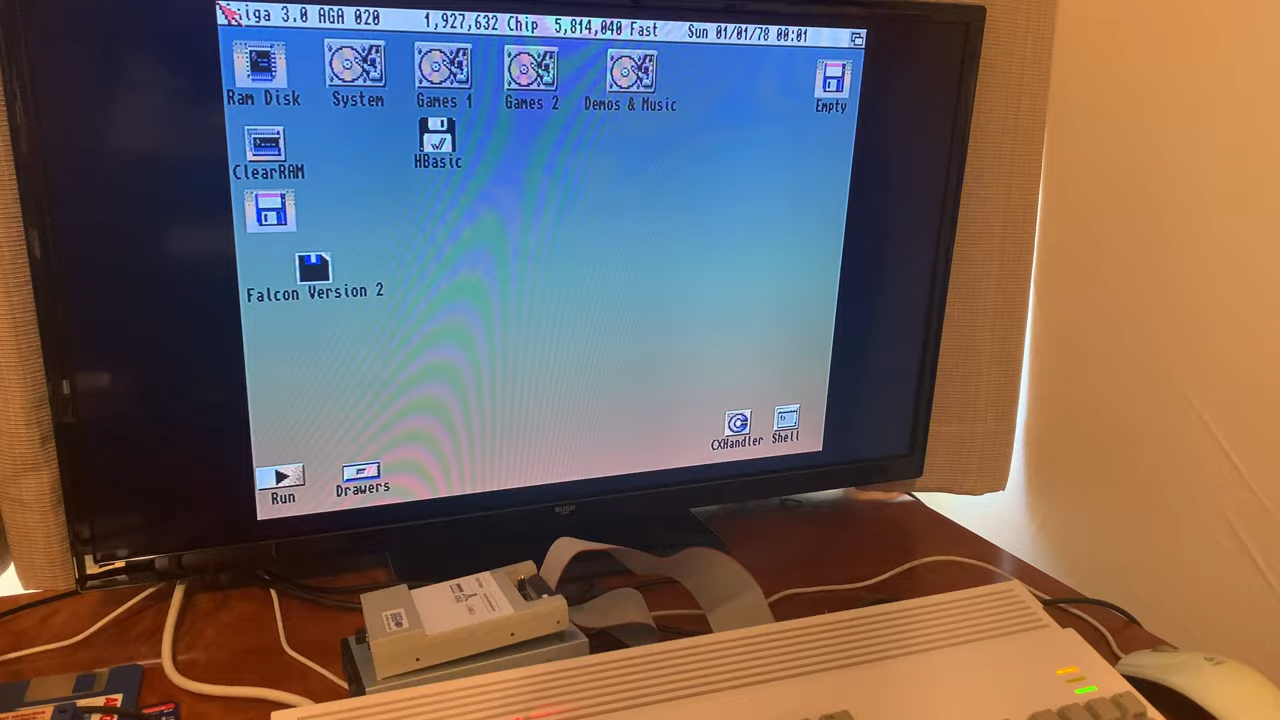 iga 3.0 AGA 020 1,927,632 Chip 5,814,040 Fast Sun 01/01/78 00:01
Ram Disk System Games 1 Games 2 Demos & Music Empty
HBasic
ClearRAM
Falcon Version 2
CXHandler Shell
Run Drawers
BUSH